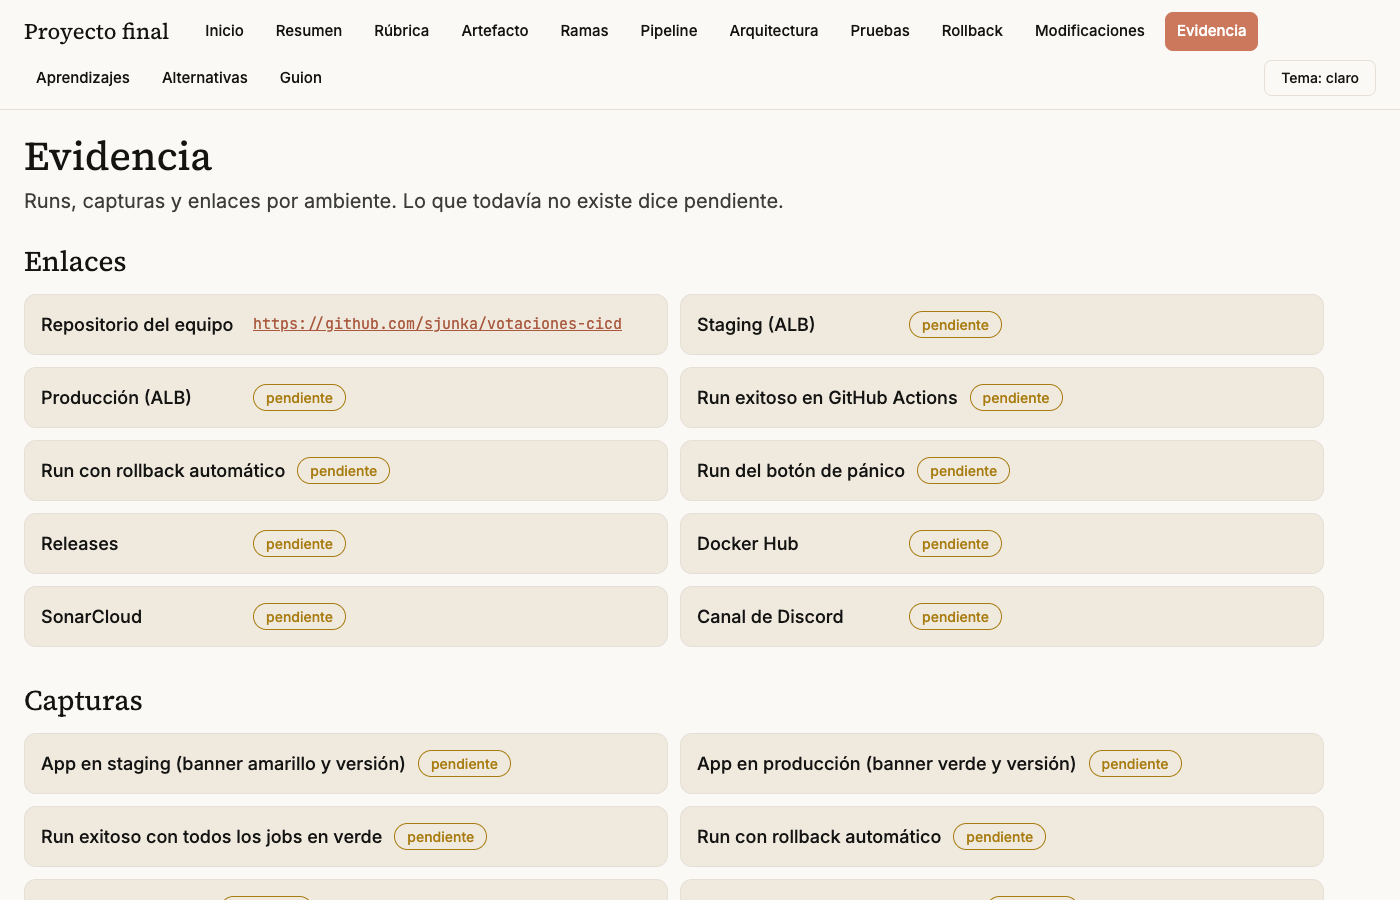 Proyecto final Inicio Resumen Rúbrica Artefacto Ramas Pipeline Arquitectura Pruebas Rollback Modificaciones Evidencia
Aprendizajes Alternativas Guion Tema: claro
Evidencia
Runs, capturas y enlaces por ambiente. Lo que todavía no existe dice pendiente.
Enlaces
Repositorio del equipo https://github.com/sjunka/votaciones-cicd
Staging (ALB) pendiente
Producción (ALB) pendiente
Run exitoso en GitHub Actions pendiente
Run con rollback automático pendiente
Run del botón de pánico pendiente
Releases pendiente
Docker Hub pendiente
SonarCloud pendiente
Canal de Discord pendiente
Capturas
App en staging (banner amarillo y versión) pendiente
App en producción (banner verde y versión) pendiente
Run exitoso con todos los jobs en verde pendiente
Run con rollback automático pendiente